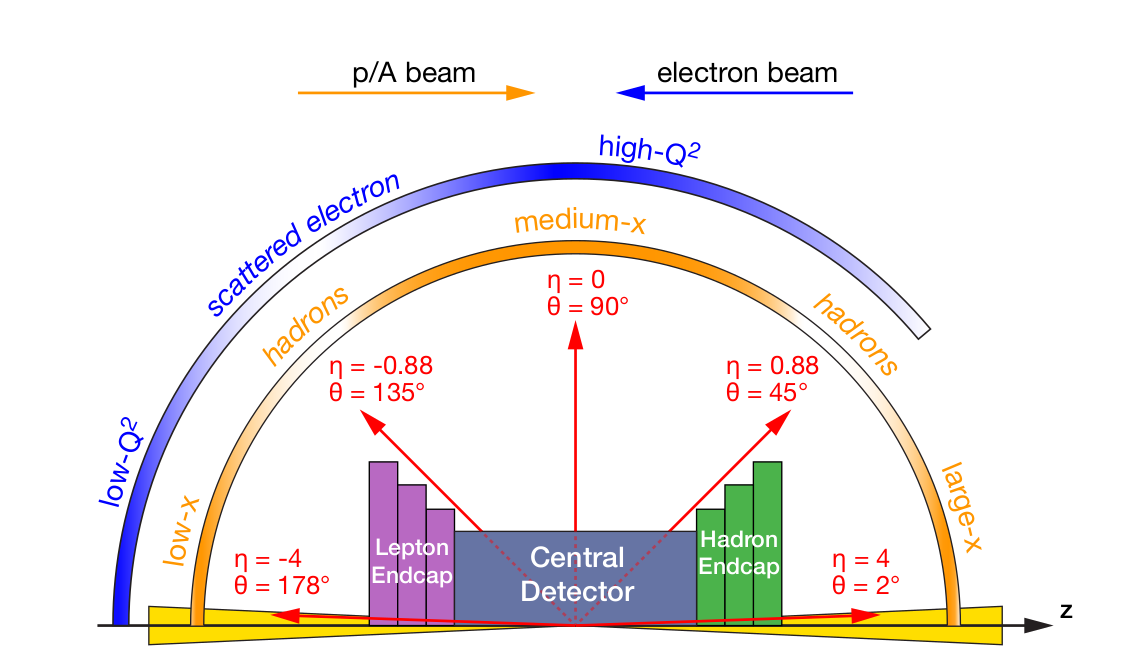 p/A beam
electron beam
high-Q²
scattered electron
medium-x
η = 0
θ = 90°
hadrons
hadrons
η = -0.88
θ = 135°
η = 0.88
θ = 45°
low-Q²
low-x
large-x
Lepton
Endcap
Central
Detector
Hadron
Endcap
η = -4
θ = 178°
η = 4
θ = 2°
z